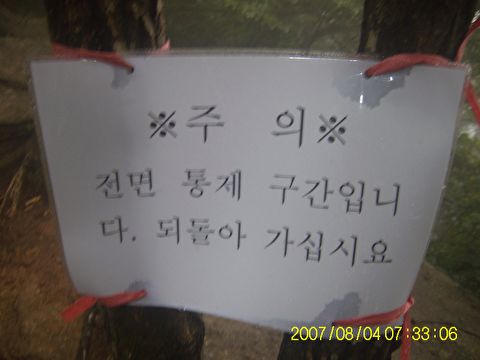 ※주 의※
전면 통제 구간입니
다. 되돌아 가십시요
2007/08/04 07:33:06